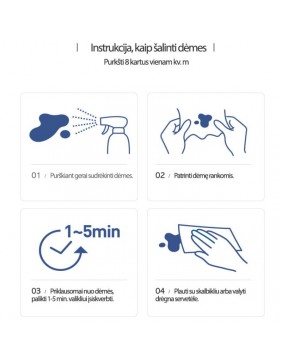 Instrukcija, kaip šalinti dėmes
Purkšti 8 kartus vienam kv. m
01 / Purškiant gerai sudrėkinti dėmes.
02 / Patrinti dėmę rankomis.
1~5min
03 / Priklausomai nuo dėmės,
palikti 1-5 min. valikliui įsiskverbti.
04 / Plauti su skalbikliu arba valyti
drėgna servetėle.